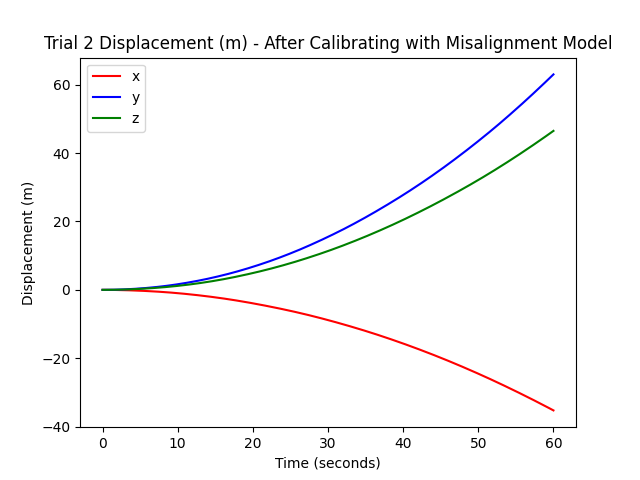 Trial 2 Displacement (m) - After Calibrating with Misalignment Model
x
y
z
60
40
20
0
−20
−40
Displacement (m)
0 10 20 30 40 50 60
Time (seconds)